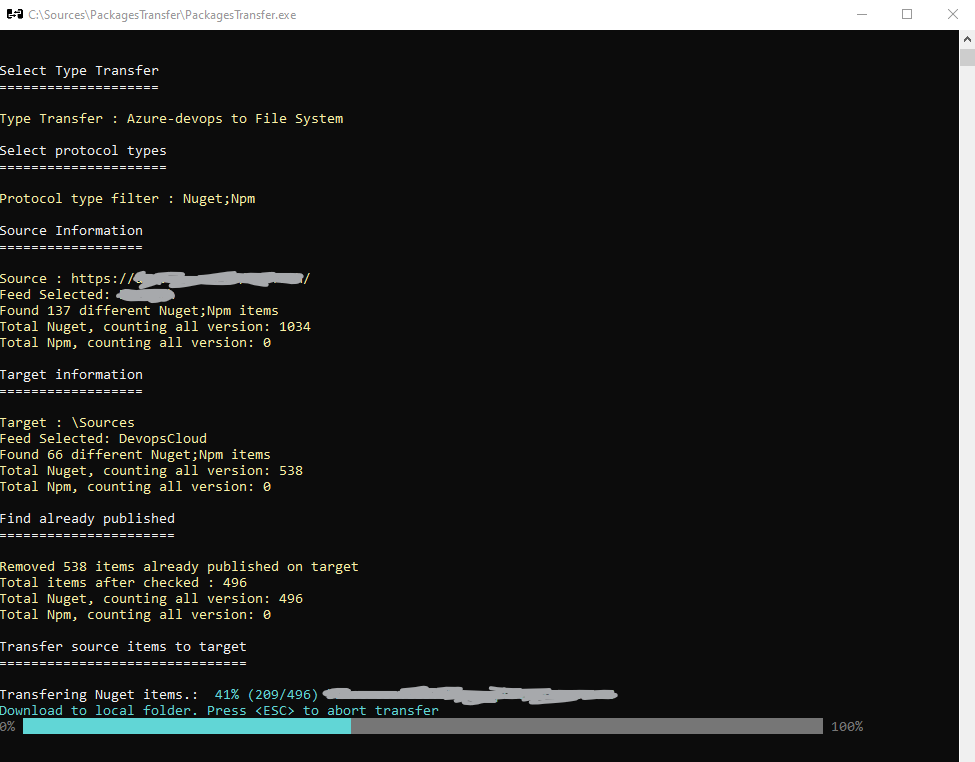 C:\Sources\PackagesTransfer\PackagesTransfer.exe
Select Type Transfer
====================
Type Transfer : Azure-devops to File System
Select protocol types
=====================
Protocol type filter : Nuget;Npm
Source Information
==================
Source : https:// /
Feed Selected:
Found 137 different Nuget;Npm items
Total Nuget, counting all version: 1034
Total Npm, counting all version: 0
Target information
==================
Target : \Sources
Feed Selected: DevopsCloud
Found 66 different Nuget;Npm items
Total Nuget, counting all version: 538
Total Npm, counting all version: 0
Find already published
======================
Removed 538 items already published on target
Total items after checked : 496
Total Nuget, counting all version: 496
Total Npm, counting all version: 0
Transfer source items to target
===============================
Transfering Nuget items.: 41% (209/496)
Download to local folder. Press <ESC> to abort transfer
0% 100%